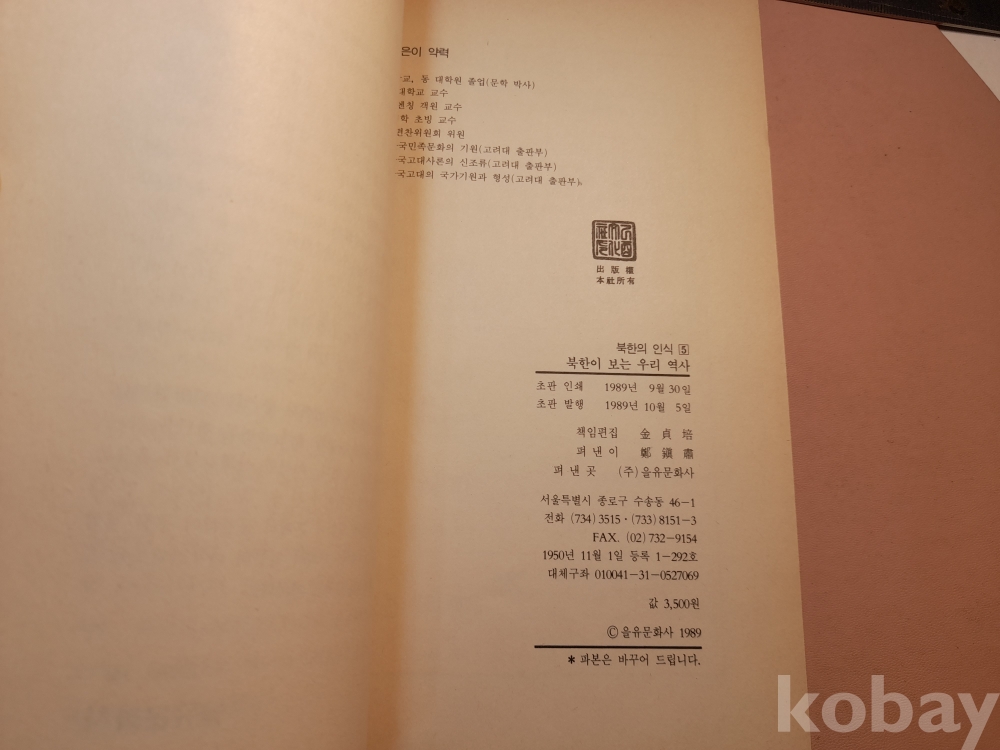 은이 약력
교, 동 대학원 졸업(문학 박사)
대학교 교수
옌칭 객원 교수
학 초빙 교수
편찬위원회 위원
국민족문화의 기원(고려대 출판부)
국고대사론의 신조류(고려대 출판부)
국고대의 국가기원과 형성(고려대 출판부)
出版權
本社所有
북한의 인식 5
북한이 보는 우리 역사
초판 인쇄 1989년 9월 30일
초판 발행 1989년 10월 5일
책임편집 金貞培
펴낸이 鄭鎭肅
펴낸곳 (주)을유문화사
서울특별시 종로구 수송동 46-1
전화 (734) 3515·(733) 8151-3
FAX. (02) 732-9154
1950년 11월 1일 등록 1-292호
대체구좌 010041-31-0527069
값 3,500원
ⓒ 을유문화사 1989
* 파본은 바꾸어 드립니다.
kobay